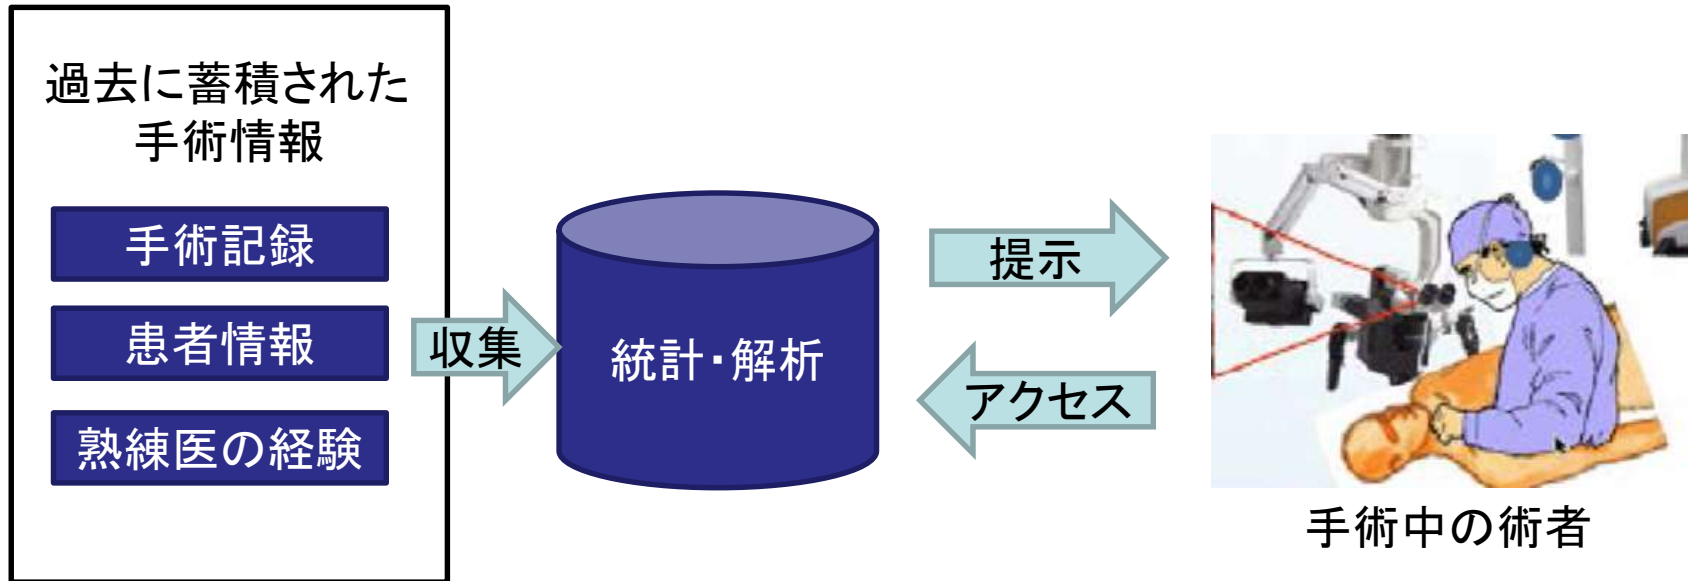 過去に蓄積された
手術情報
手術記録
患者情報
熟練医の経験
収集
統計・解析
提示
アクセス
手術中の術者